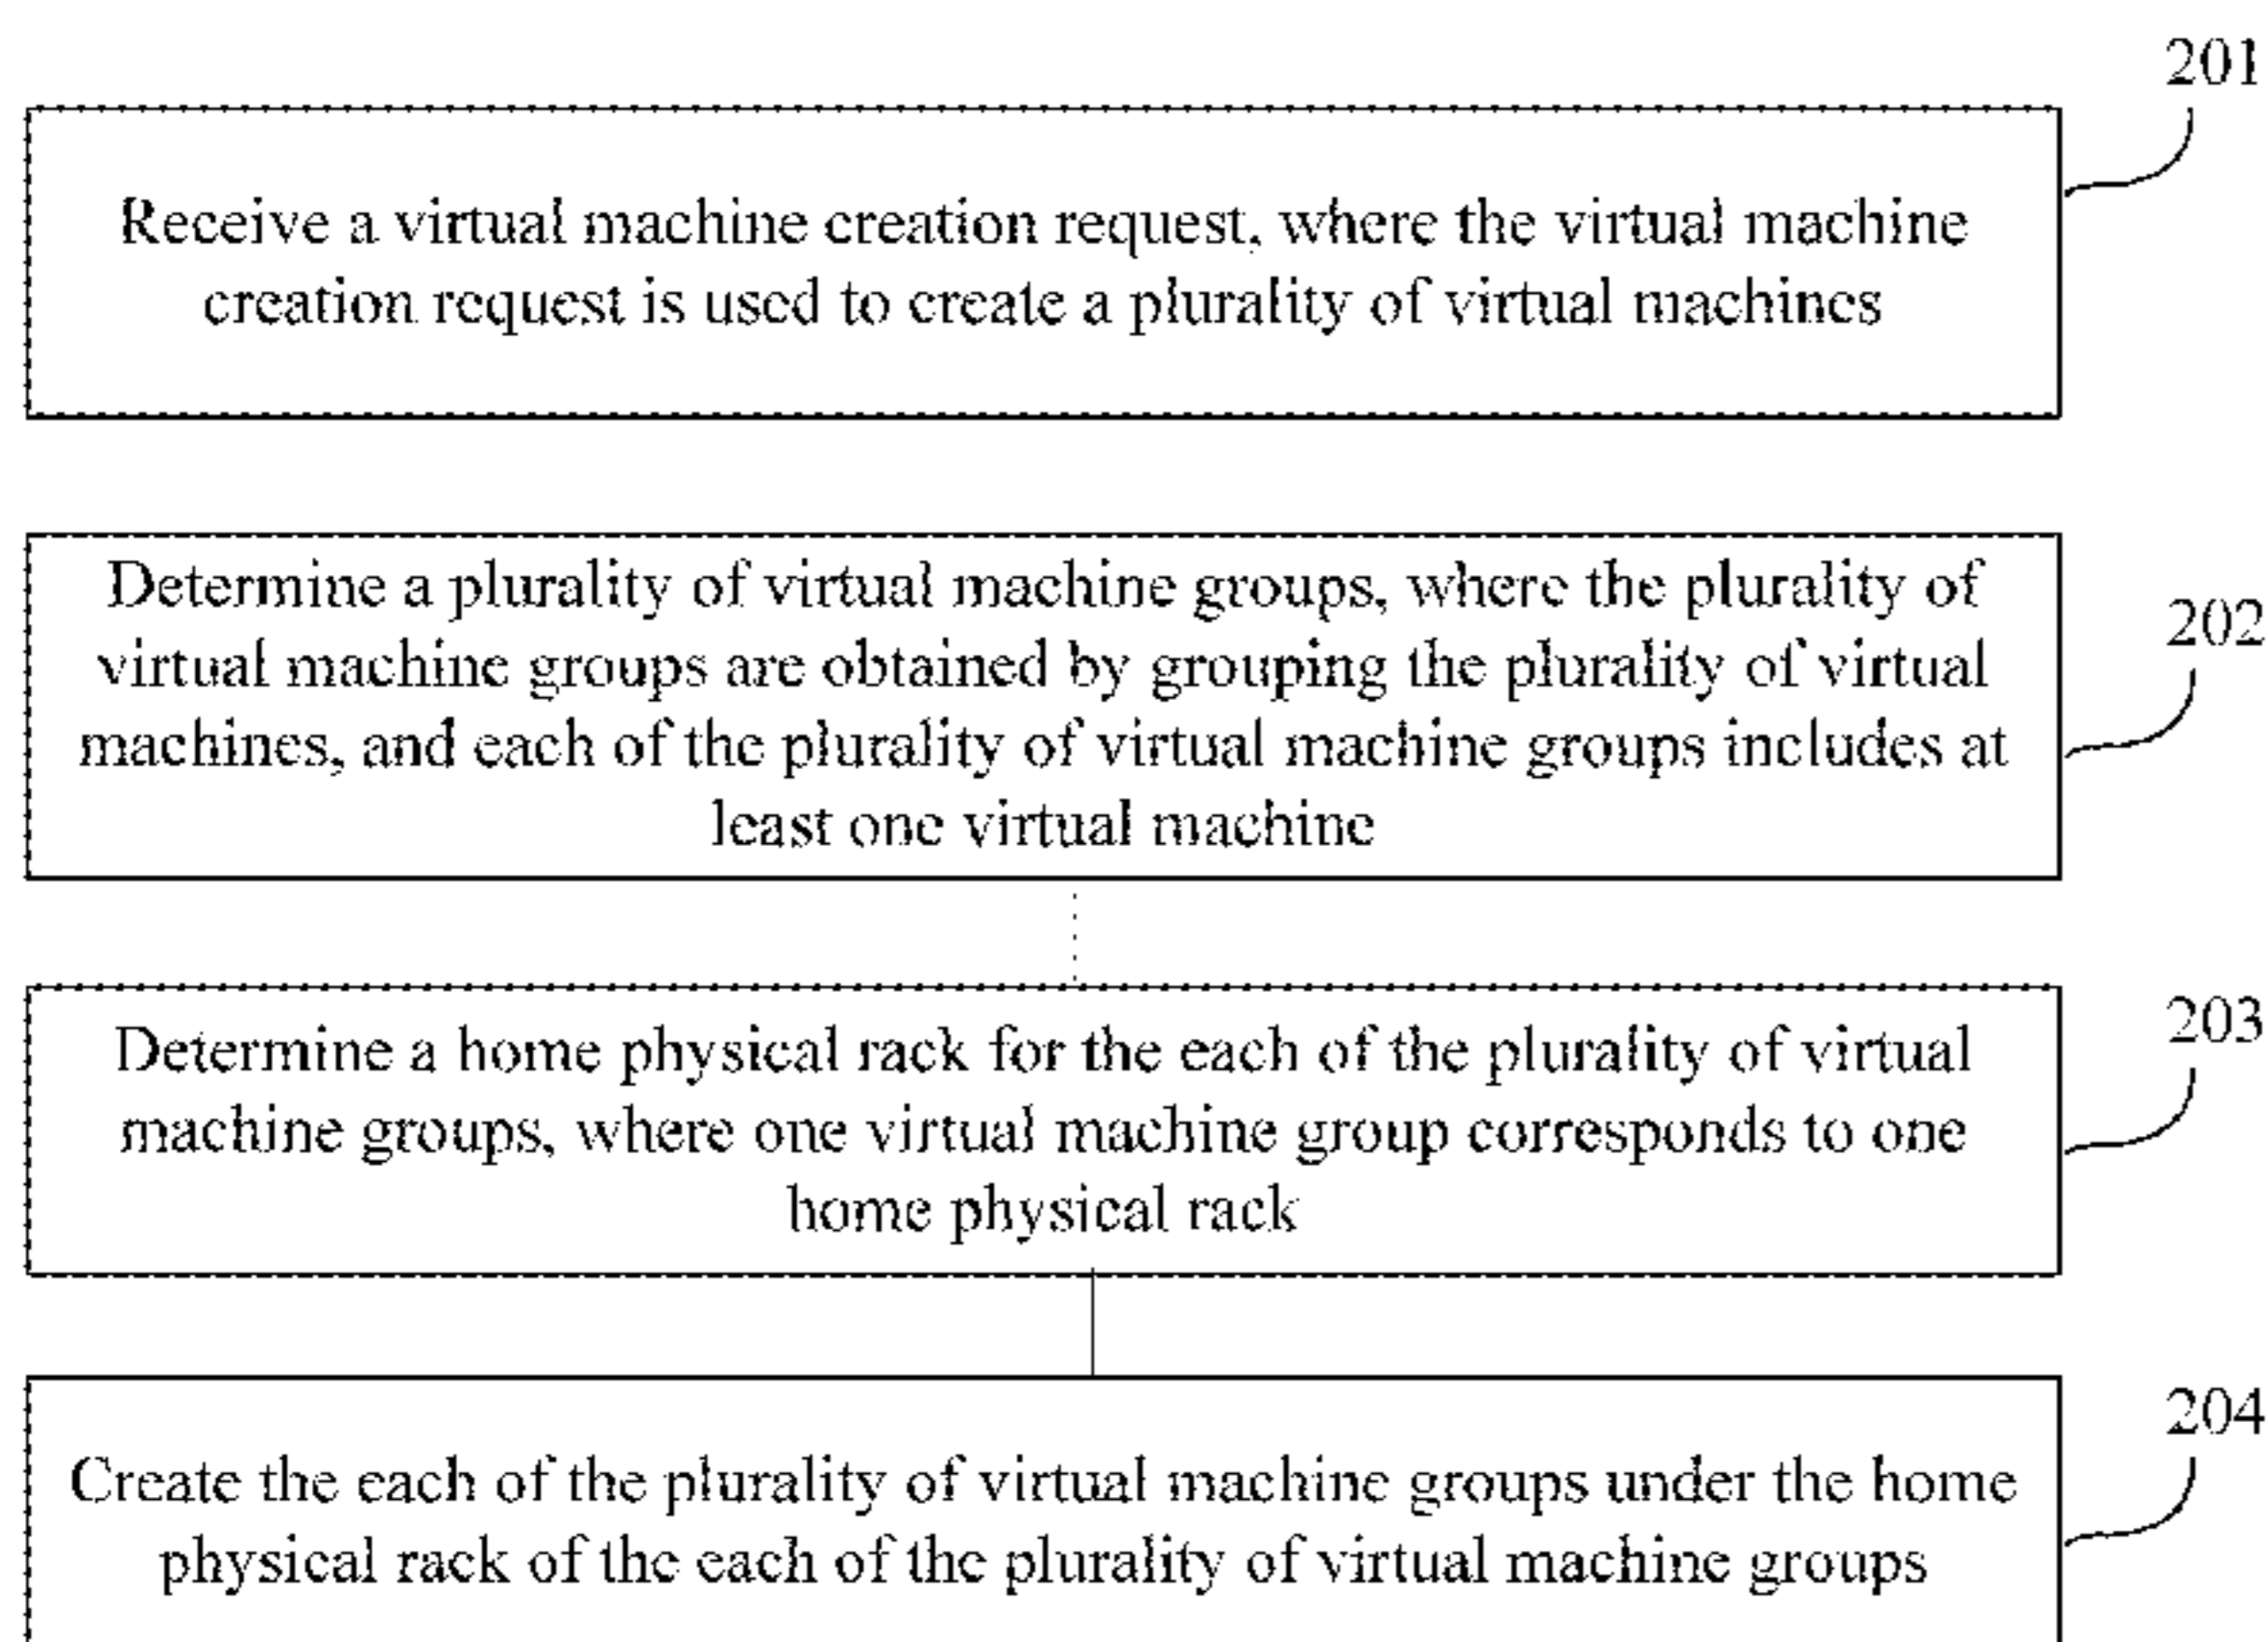 201
Receive a virtual machine creation request, where the virtual machine
creation request is used to create a plurality of virtual machines
Determine a plurality of virtual machine groups, where the plurality of
virtual machine groups are obtained by grouping the plurality of virtual
machines, and each of the plurality of virtual machine groups includes at
least one virtual machine
202
Determine a home physical rack for the each of the plurality of virtual
machine groups, where one virtual machine group corresponds to one
home physical rack
203
Create the each of the plurality of virtual machine groups under the home
physical rack of the each of the plurality of virtual machine groups
204